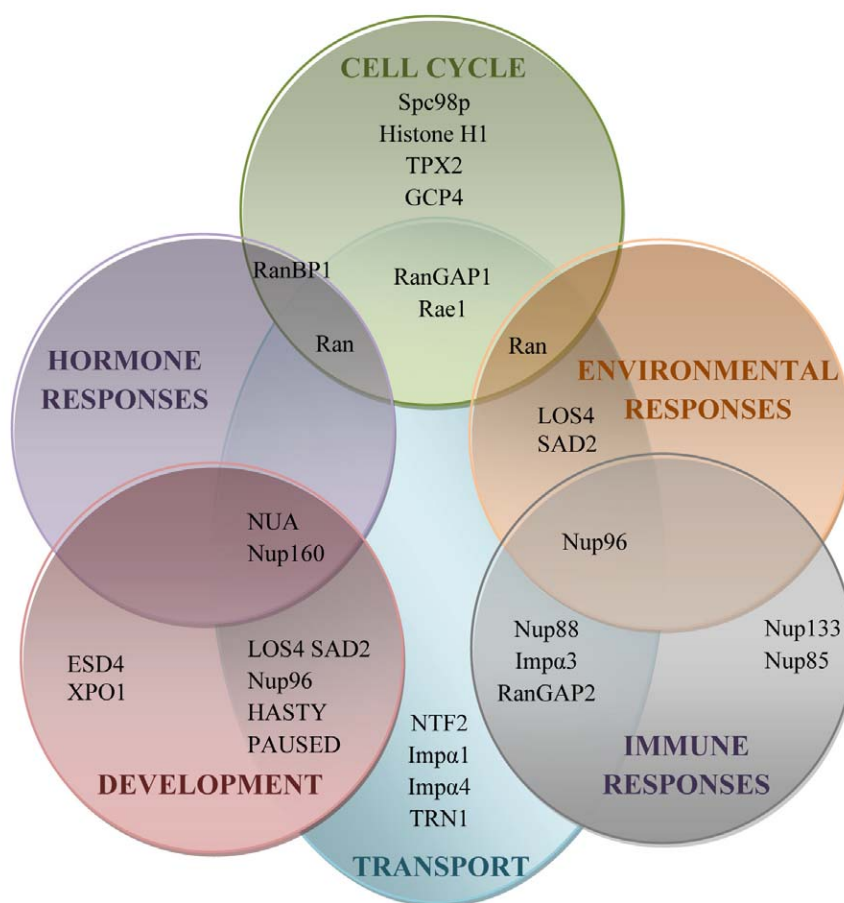 CELL CYCLE
Spc98p
Histone H1
TPX2
GCP4
RanBP1
RanGAP1
Rae1
Ran
Ran
HORMONE
RESPONSES
ENVIRONMENTAL
RESPONSES
LOS4
SAD2
NUA
Nup160
Nup96
ESD4
XPO1
LOS4 SAD2
Nup96
HASTY
PAUSED
Nup88
Impα3
RanGAP2
Nup133
Nup85
DEVELOPMENT
NTF2
Impα1
Impα4
TRN1
IMMUNE
RESPONSES
TRANSPORT